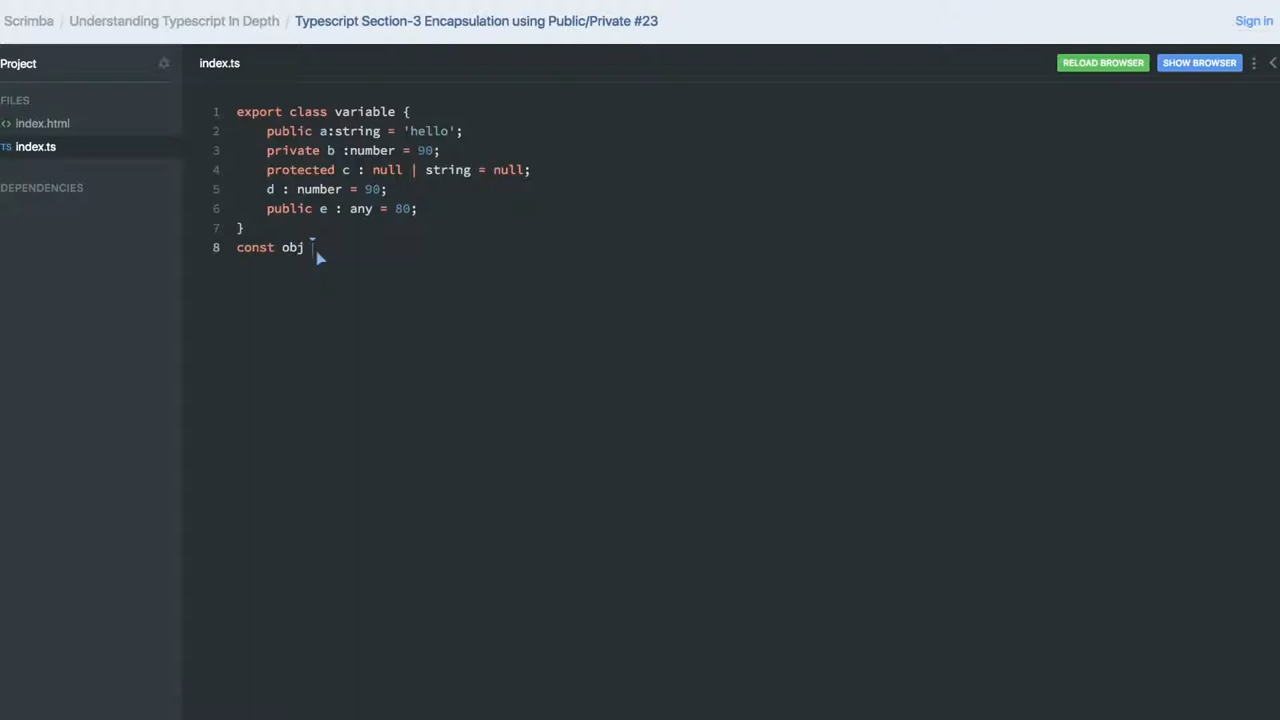 Scrimba / Understanding Typescript In Depth / Typescript Section-3 Encapsulation using Public/Private #23
Sign in
Project
index.ts
RELOAD BROWSER
SHOW BROWSER
FILES
<> index.html
TS index.ts
DEPENDENCIES
1 export class variable {
2 public a:string = 'hello';
3 private b :number = 90;
4 protected c : null | string = null;
5 d : number = 90;
6 public e : any = 80;
7 }
8 const obj